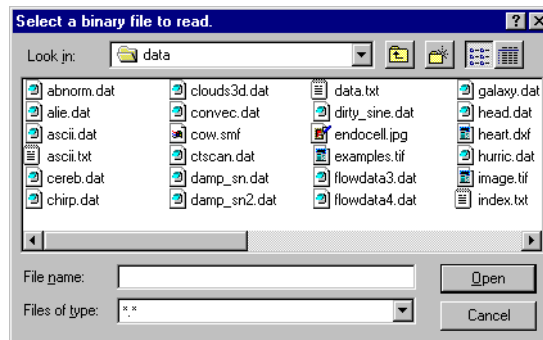 Select a binary file to read.
Look in: data
abnorm.dat clouds3d.dat data.txt galaxy.dat
alie.dat convec.dat dirty_sine.dat head.dat
ascii.dat cow.smf endocell.jpg heart.dxf
ascii.txt ctscan.dat examples.tif hurric.dat
cereb.dat damp_sn.dat flowdata3.dat image.tif
chirp.dat damp_sn2.dat flowdata4.dat index.txt
File name: Open
Files of type: *.* Cancel